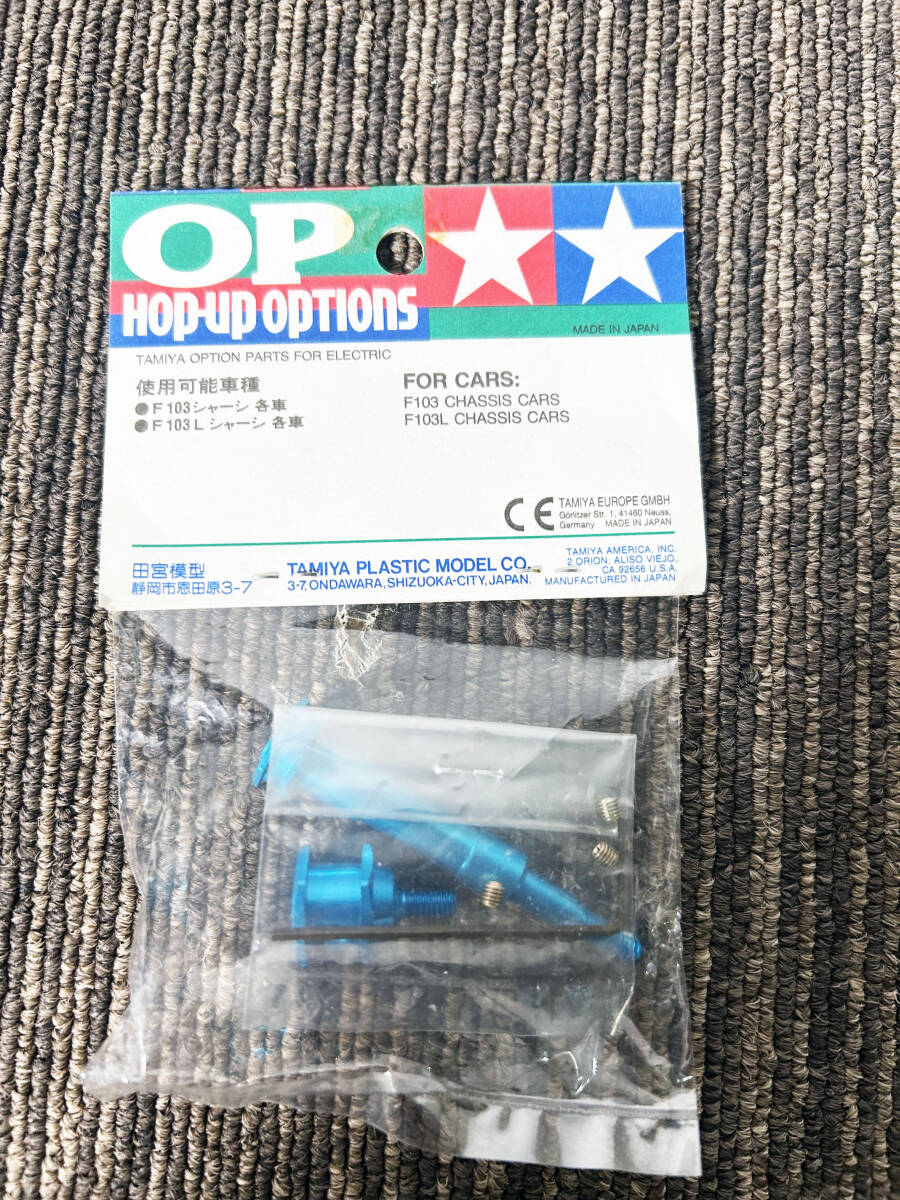 OP
HOP-UP OPTIONS
MADE IN JAPAN
TAMIYA OPTION PARTS FOR ELECTRIC
使用可能車種
●F103シャーシ 各車
●F103Lシャーシ 各車
FOR CARS:
F103 CHASSIS CARS
F103L CHASSIS CARS
CE
TAMIYA EUROPE GMBH
Görlitzer Str. 1, 41460 Neuss,
Germany MADE IN JAPAN
田宮模型
静岡市恩田原3-7
TAMIYA PLASTIC MODEL CO.
3-7, ONDAWARA, SHIZUOKA-CITY, JAPAN.
TAMIYA AMERICA, INC.
2 ORION, ALISO VIEJO,
CA 92656 U.S.A.
MANUFACTURED IN JAPAN